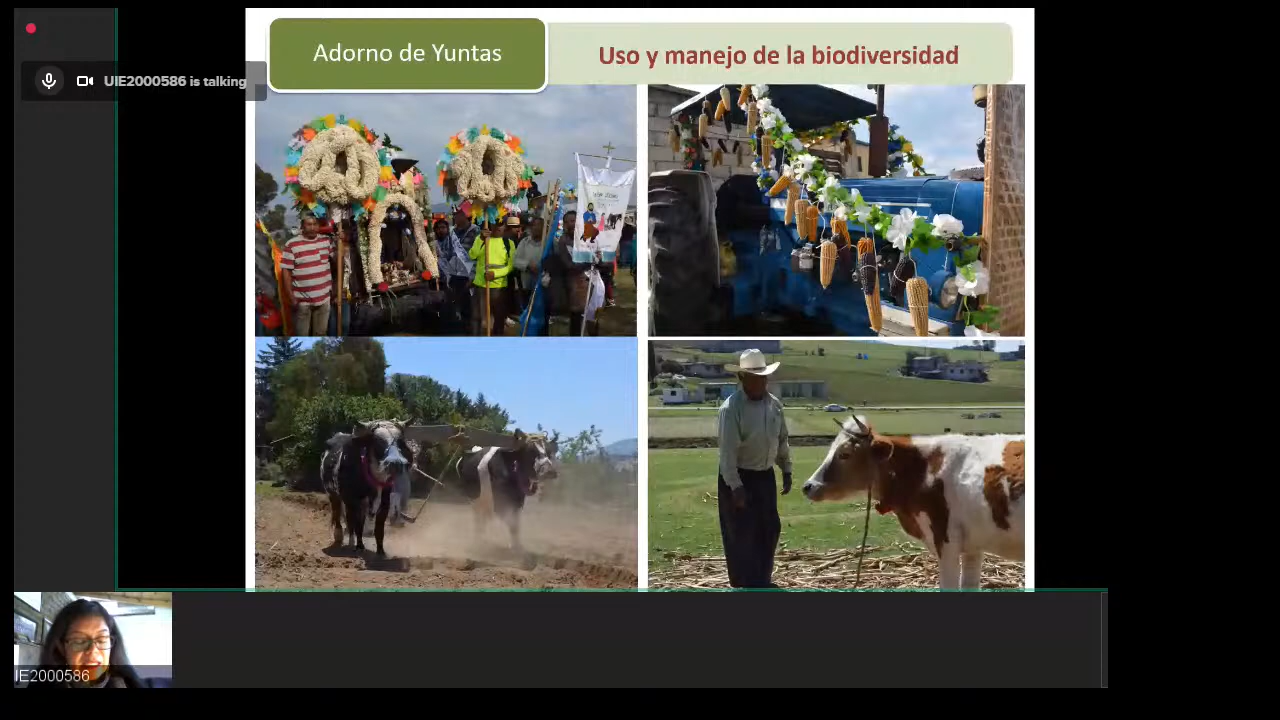 Adorno de Yuntas
Uso y manejo de la biodiversidad
UIE2000586 is talking
IE2000586